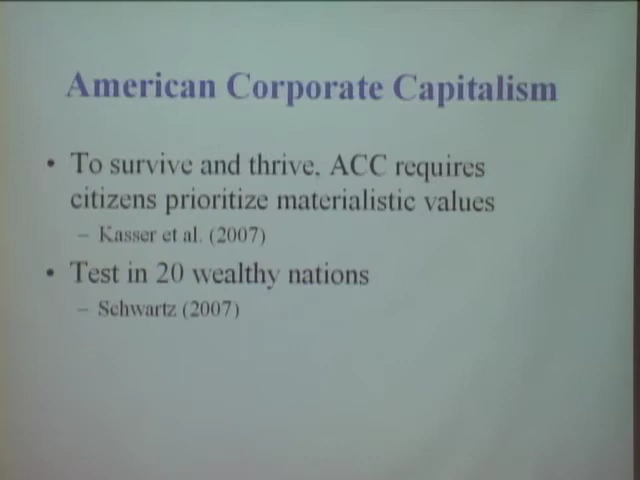 American Corporate Capitalism
• To survive and thrive, ACC requires
citizens prioritize materialistic values
– Kasser et al. (2007)
• Test in 20 wealthy nations
– Schwartz (2007)